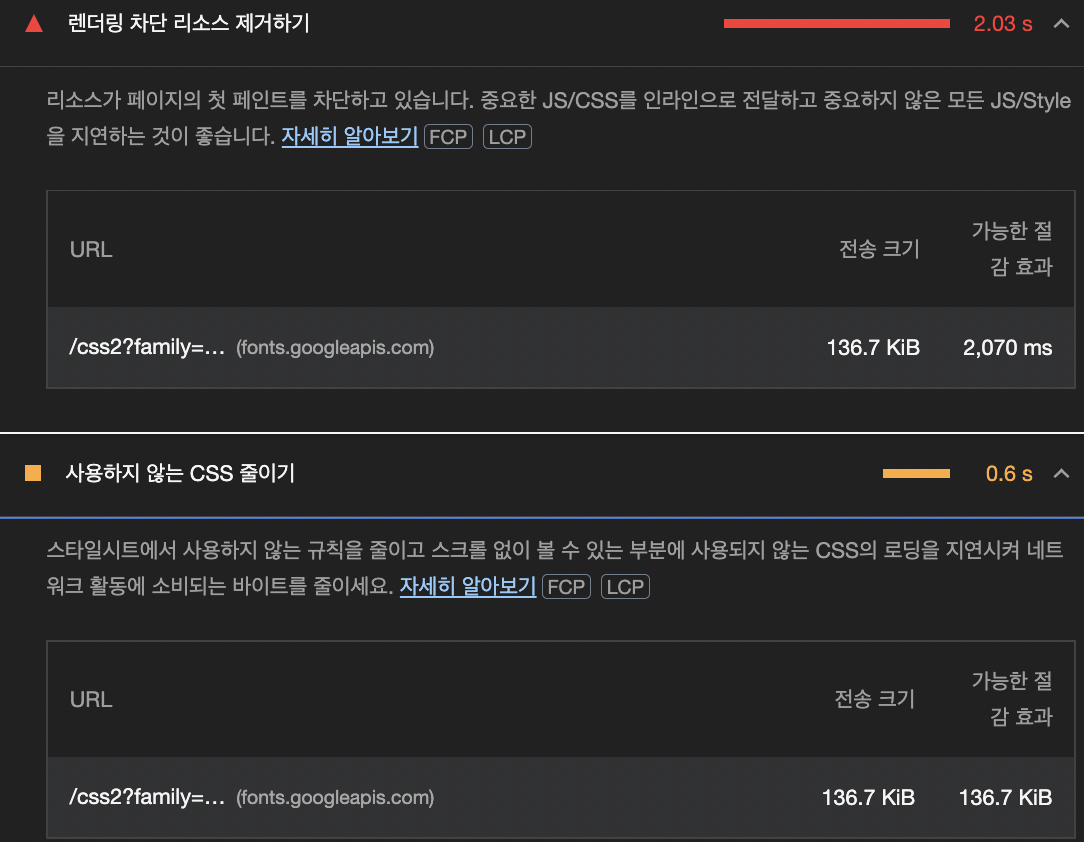 렌더링 차단 리소스 제거하기 2.03 s
리소스가 페이지의 첫 페인트를 차단하고 있습니다. 중요한 JS/CSS를 인라인으로 전달하고 중요하지 않은 모든 JS/Style
을 지연하는 것이 좋습니다. 자세히 알아보기 FCP LCP
URL 전송 크기 가능한 절
감 효과
/css2?family=… (fonts.googleapis.com) 136.7 KiB 2,070 ms
사용하지 않는 CSS 줄이기 0.6 s
스타일시트에서 사용하지 않는 규칙을 줄이고 스크롤 없이 볼 수 있는 부분에 사용되지 않는 CSS의 로딩을 지연시켜 네트
워크 활동에 소비되는 바이트를 줄이세요. 자세히 알아보기 FCP LCP
URL 전송 크기 가능한 절
감 효과
/css2?family=… (fonts.googleapis.com) 136.7 KiB 136.7 KiB